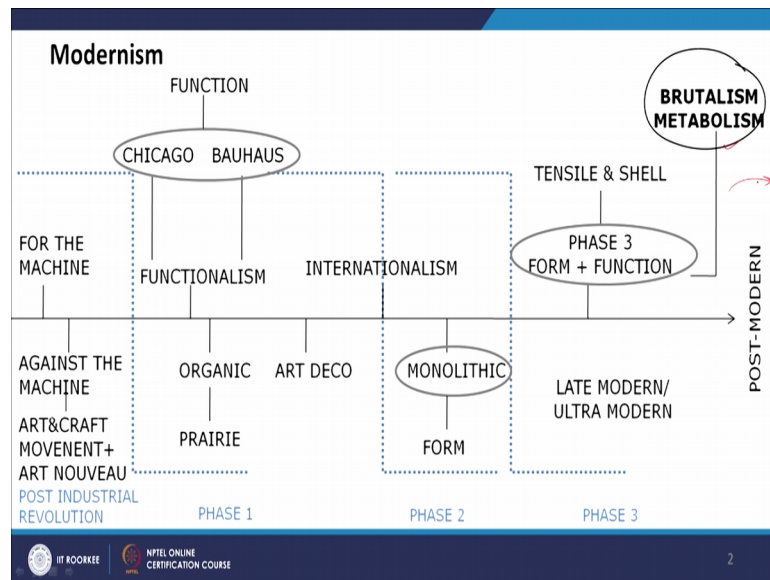 Modernism
FUNCTION
CHICAGO BAUHAUS
BRUTALISM
METABOLISM
TENSILE & SHELL
FOR THE
MACHINE
FUNCTIONALISM
INTERNATIONALISM
PHASE 3
FORM + FUNCTION
POST-MODERN
AGAINST THE
MACHINE
ART&CRAFT
MOVENENT+
ART NOUVEAU
ORGANIC
PRAIRIE
ART DECO
MONOLITHIC
FORM
LATE MODERN/
ULTRA MODERN
POST INDUSTRIAL
REVOLUTION
PHASE 1
PHASE 2
PHASE 3
IIT ROORKEE
NPTEL ONLINE
CERTIFICATION COURSE
2